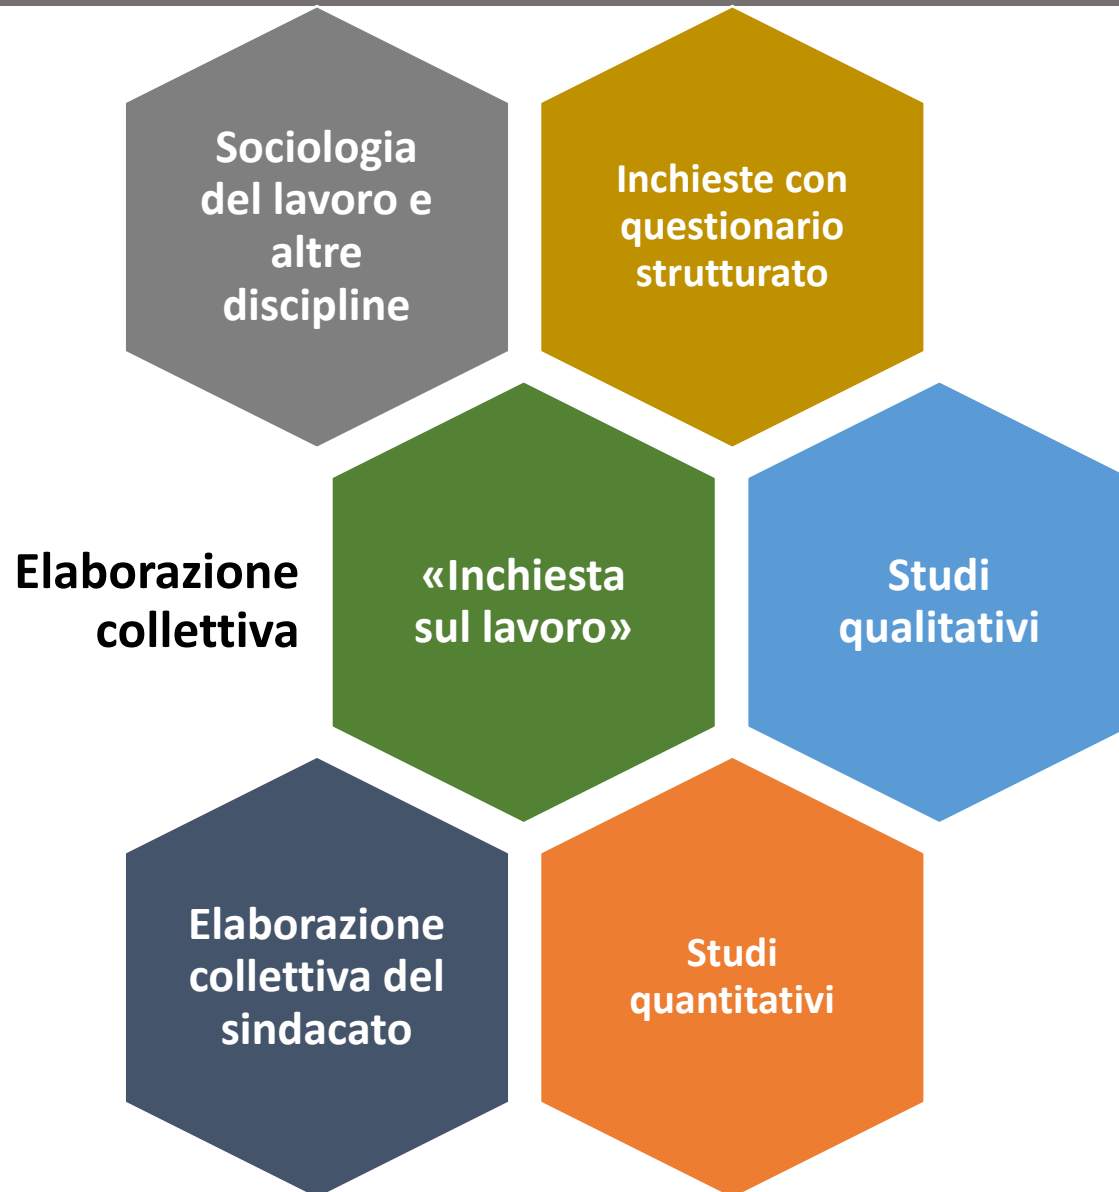 Sociologia
del lavoro e
altre
discipline
Inchieste con
questionario
strutturato
Elaborazione
collettiva
«Inchiesta
sul lavoro»
Studi
qualitativi
Elaborazione
collettiva del
sindacato
Studi
quantitativi